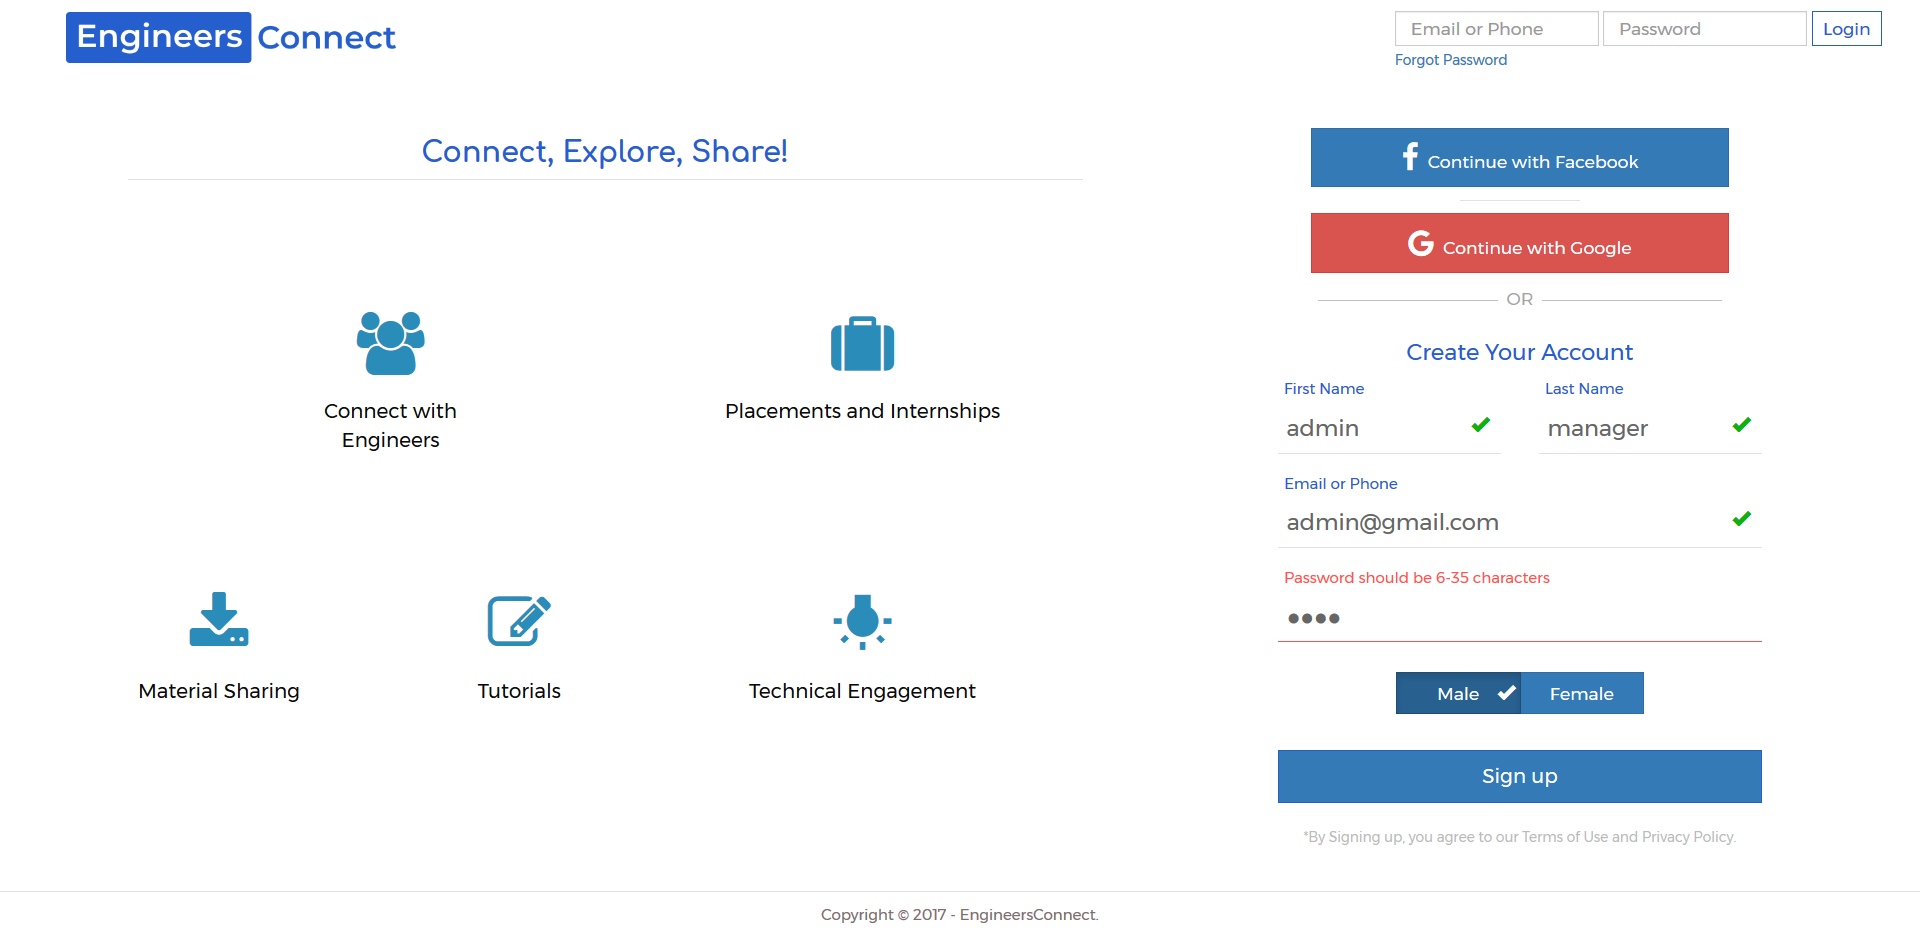 Engineers Connect
Email or Phone Password Login
Forgot Password
Connect, Explore, Share!
Connect with
Engineers
Placements and Internships
Material Sharing
Tutorials
Technical Engagement
Continue with Facebook
Continue with Google
OR
Create Your Account
First Name Last Name
admin manager
Email or Phone
admin@gmail.com
Password should be 6-35 characters
••••
Male Female
Sign up
*By Signing up, you agree to our Terms of Use and Privacy Policy.
Copyright © 2017 - EngineersConnect.